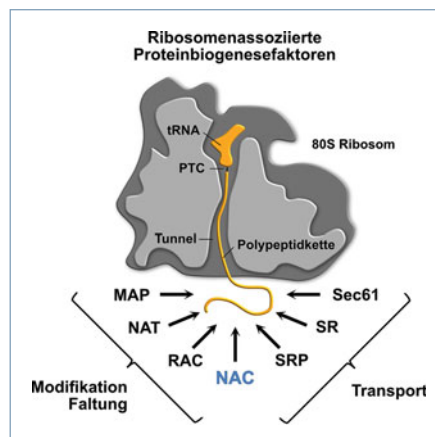 Ribosomenassoziierte
Proteinbiogenesefaktoren
tRNA
80S Ribosom
PTC
Tunnel
Polypeptidkette
MAP
Sec61
NAT
SR
RAC
SRP
NAC
Modifikation
Faltung
Transport